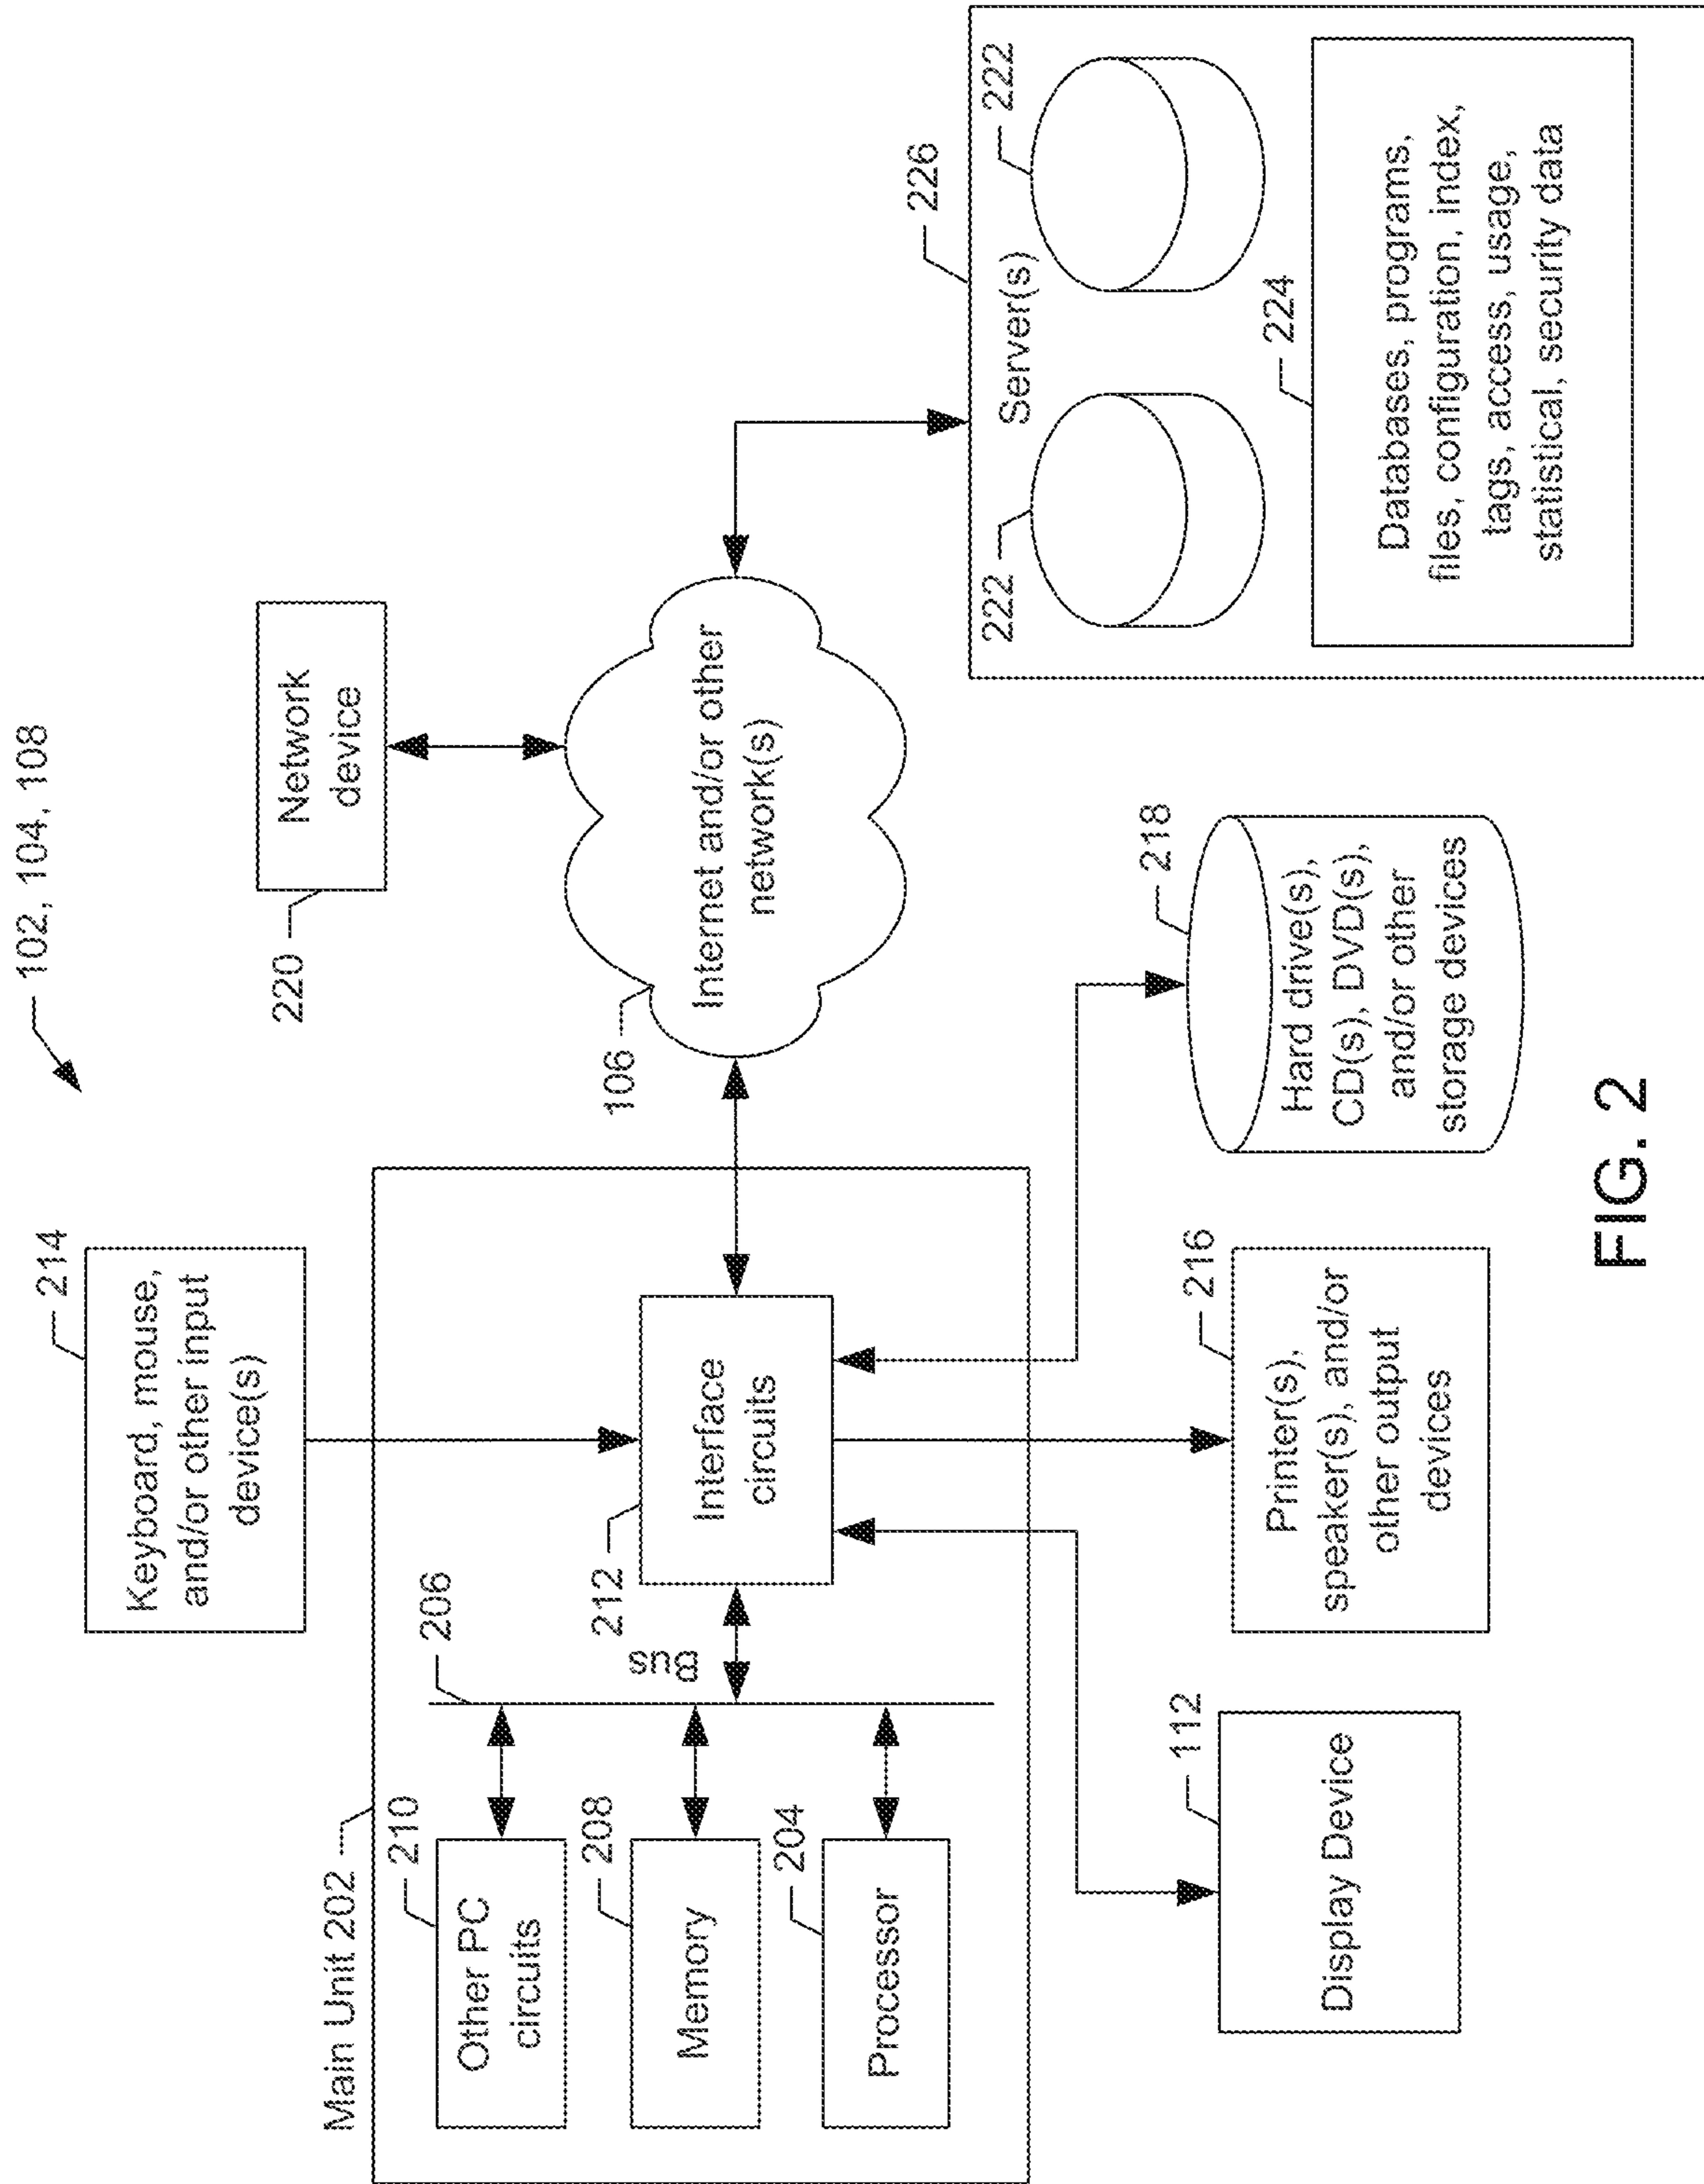 102, 104, 108
214
Keyboard, mouse,
and/or other input
device(s)
220
Network
device
Main Unit 202
210
Other PC
circuits
208
Memory
204
Processor
206
Bus
212
Interface
circuits
106
Internet and/or other
network(s)
226
Server(s)
222
222
224
Databases, programs,
files, configuration, index,
tags, access, usage,
statistical, security data
112
Display Device
216
Printer(s),
speaker(s), and/or
other output
devices
218
Hard drive(s),
CD(s), DVD(s),
and/or other
storage devices
FIG. 2